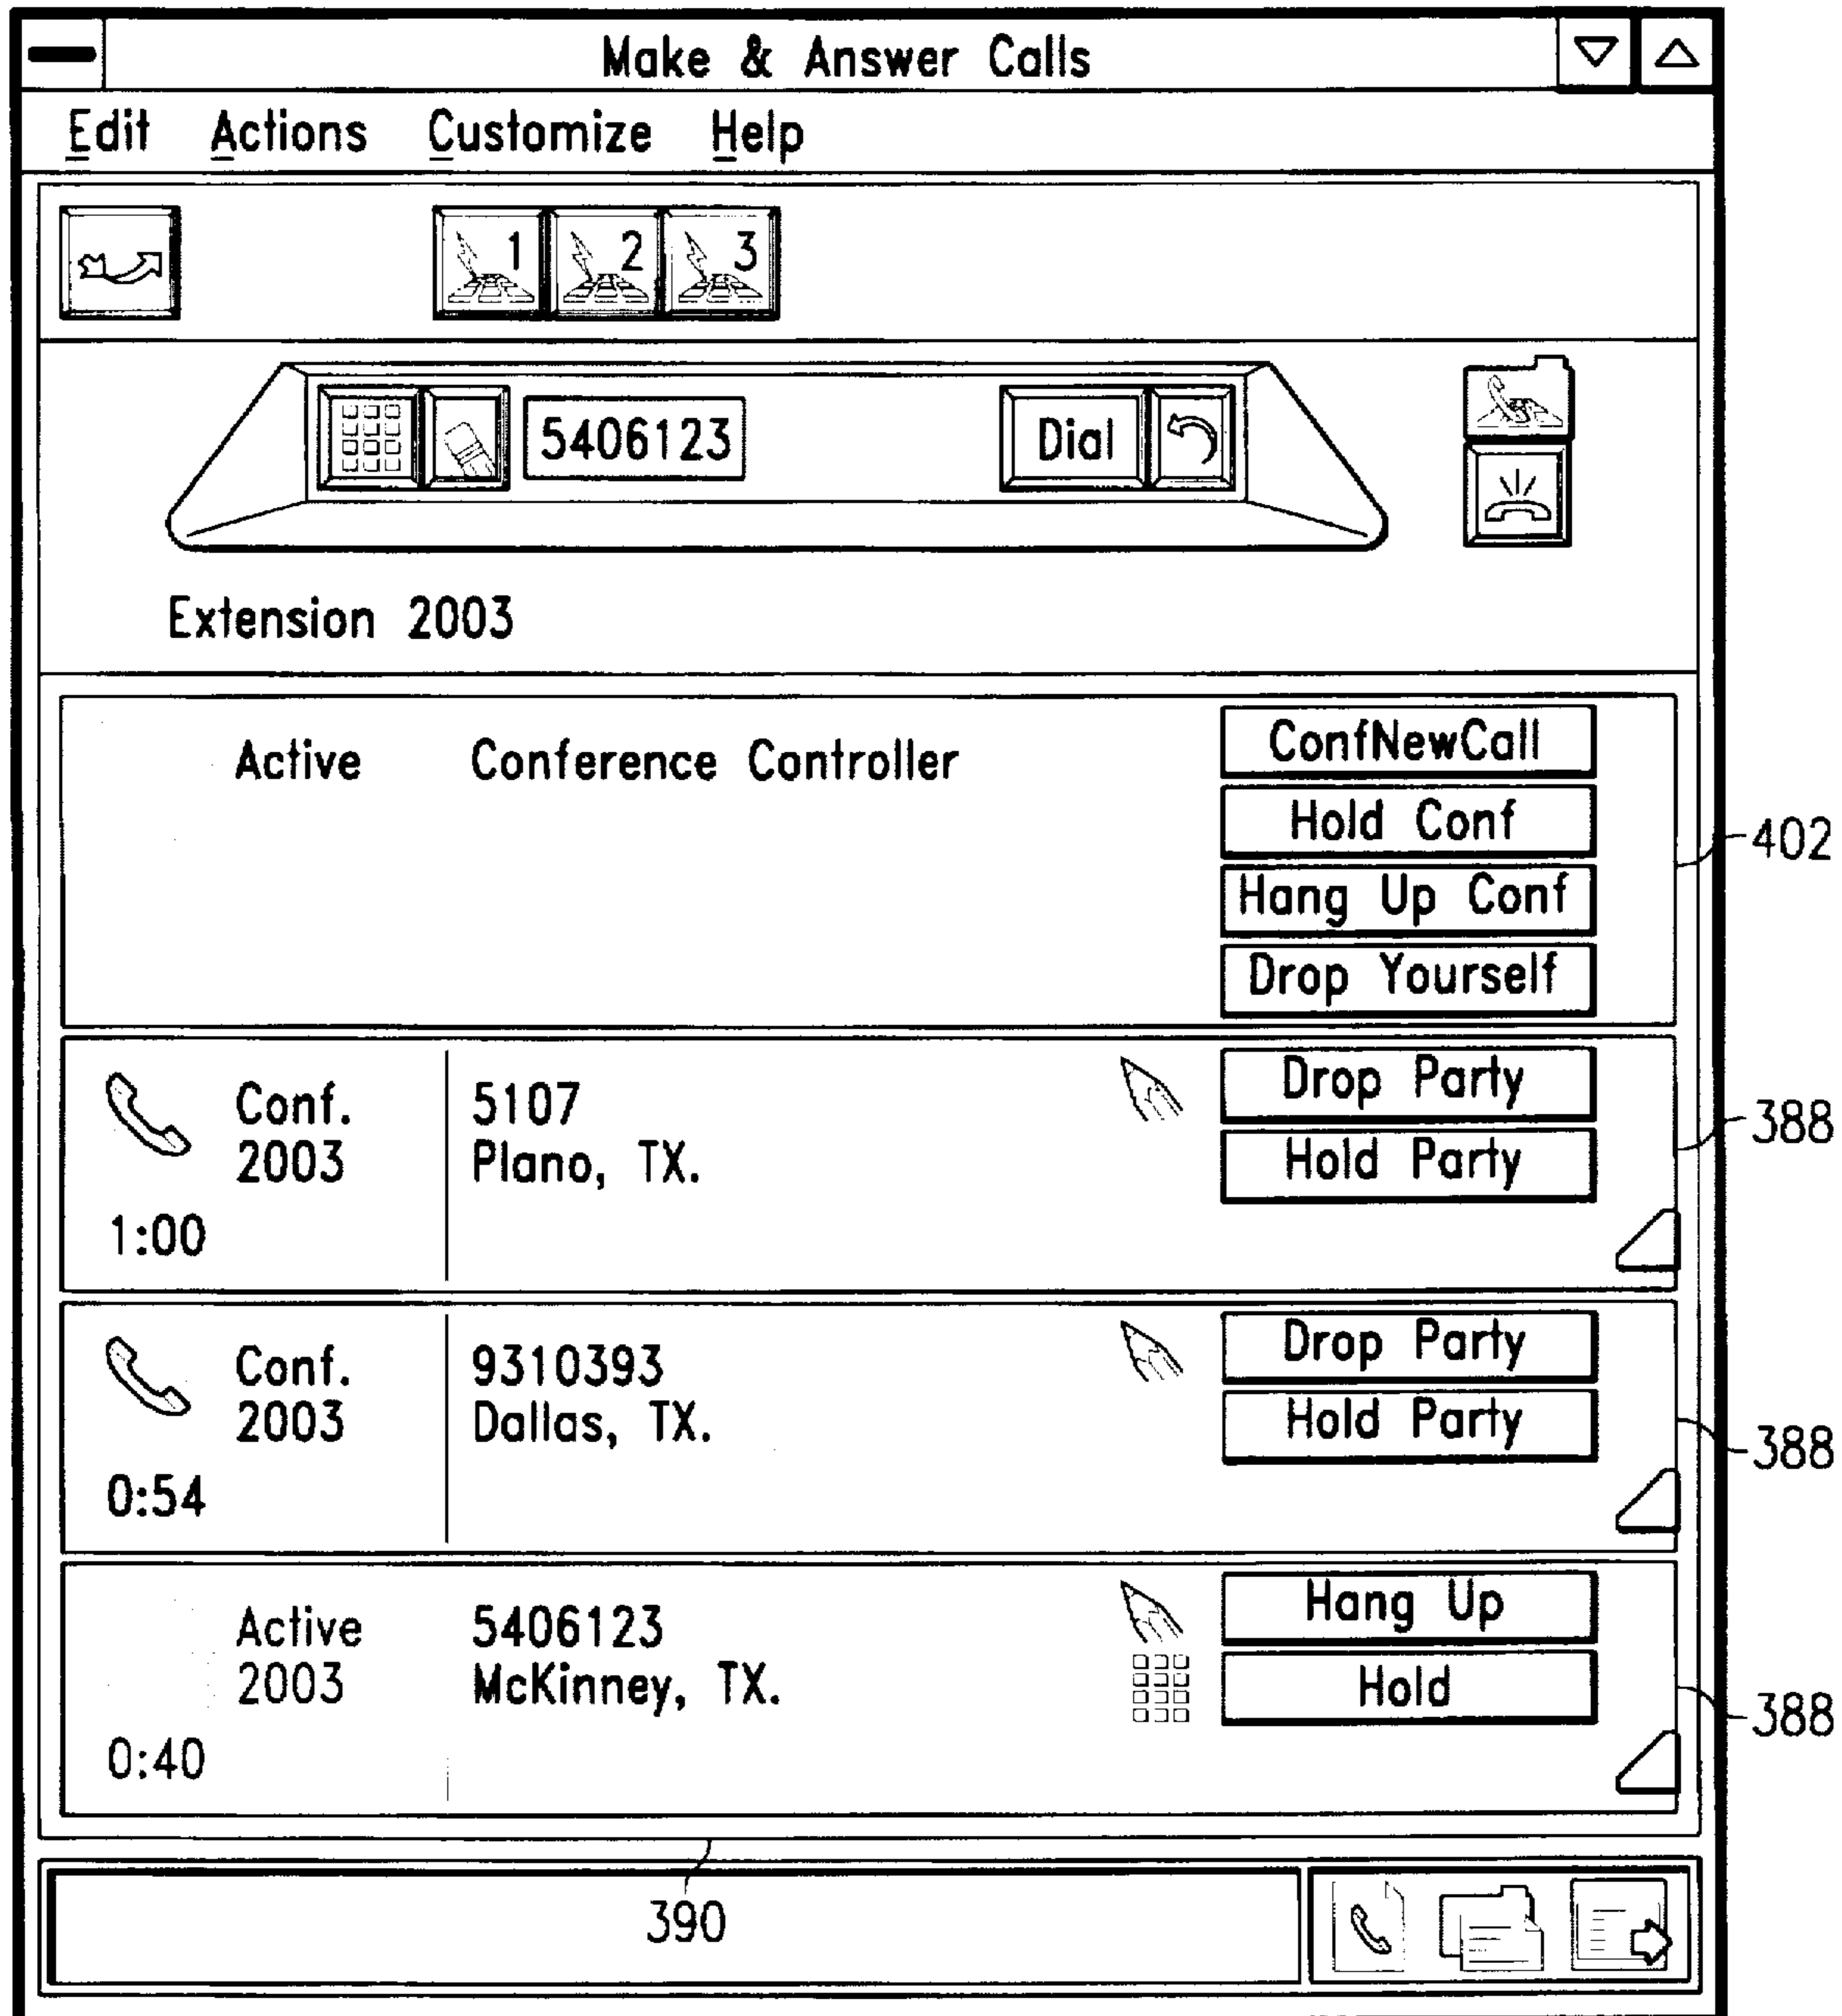 Make & Answer Calls
Edit Actions Customize Help
1 2 3
5406123 Dial
Extension 2003
Active Conference Controller
ConfNewCall
Hold Conf
402
Hang Up Conf
Drop Yourself
Conf. 5107 Drop Party
388
2003 Plano, TX. Hold Party
1:00
Conf. 9310393 Drop Party
2003 Dallas, TX. Hold Party
388
0:54
Active 5406123 Hang Up
2003 McKinney, TX. Hold
388
0:40
390